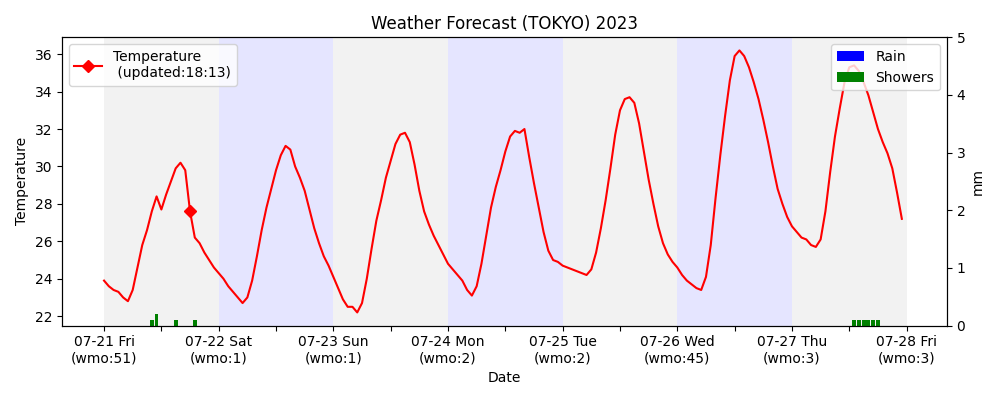 Weather Forecast (TOKYO) 2023
Temperature
(updated:18:13)
Rain
Showers
Temperature
36
34
32
30
28
26
24
22
5
4
3
2
1
0
mm
07-21 Fri
(wmo:51)
07-22 Sat
(wmo:1)
07-23 Sun
(wmo:1)
07-24 Mon
(wmo:2)
07-25 Tue
(wmo:2)
07-26 Wed
(wmo:45)
07-27 Thu
(wmo:3)
07-28 Fri
(wmo:3)
Date